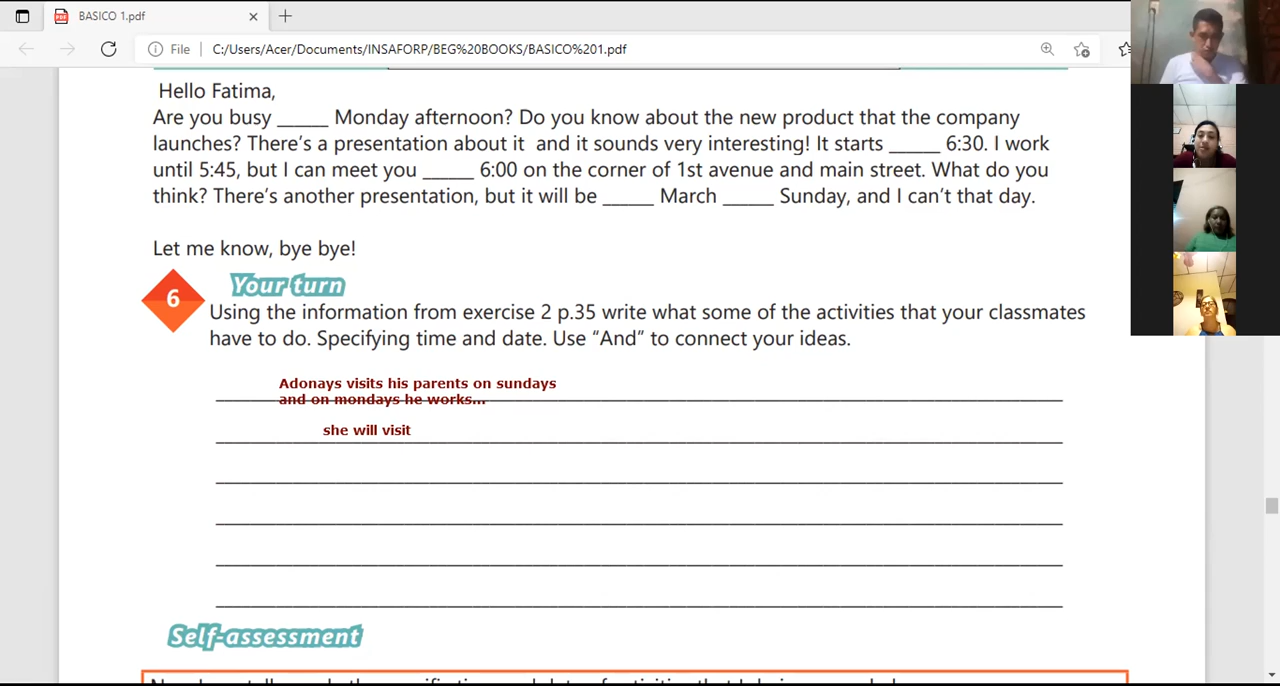 BASICO 1.pdf
File C:/Users/Acer/Documents/INSAFORP/BEG%20BOOKS/BASICO%201.pdf
Hello Fatima,
Are you busy _____ Monday afternoon? Do you know about the new product that the company
launches? There's a presentation about it and it sounds very interesting! It starts _____ 6:30. I work
until 5:45, but I can meet you _____ 6:00 on the corner of 1st avenue and main street. What do you
think? There's another presentation, but it will be _____ March _____ Sunday, and I can't that day.
Let me know, bye bye!
6 Your turn
Using the information from exercise 2 p.35 write what some of the activities that your classmates
have to do. Specifying time and date. Use “And” to connect your ideas.
Adonays visits his parents on sundays
and on mondays he works...
she will visit
Self-assessment